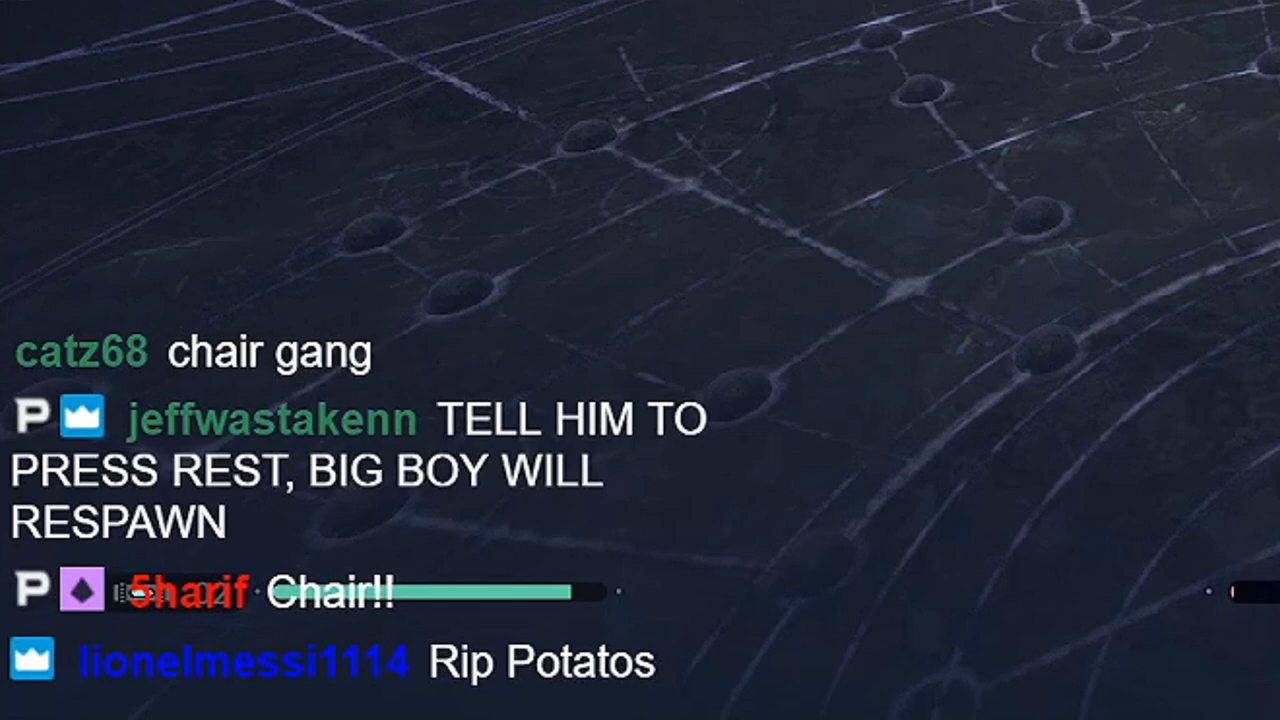 catz68 chair gang
P jeffwastakenn TELL HIM TO
PRESS REST, BIG BOY WILL
RESPAWN
P 5harif Chair!!
lionelmessi1114 Rip Potatos